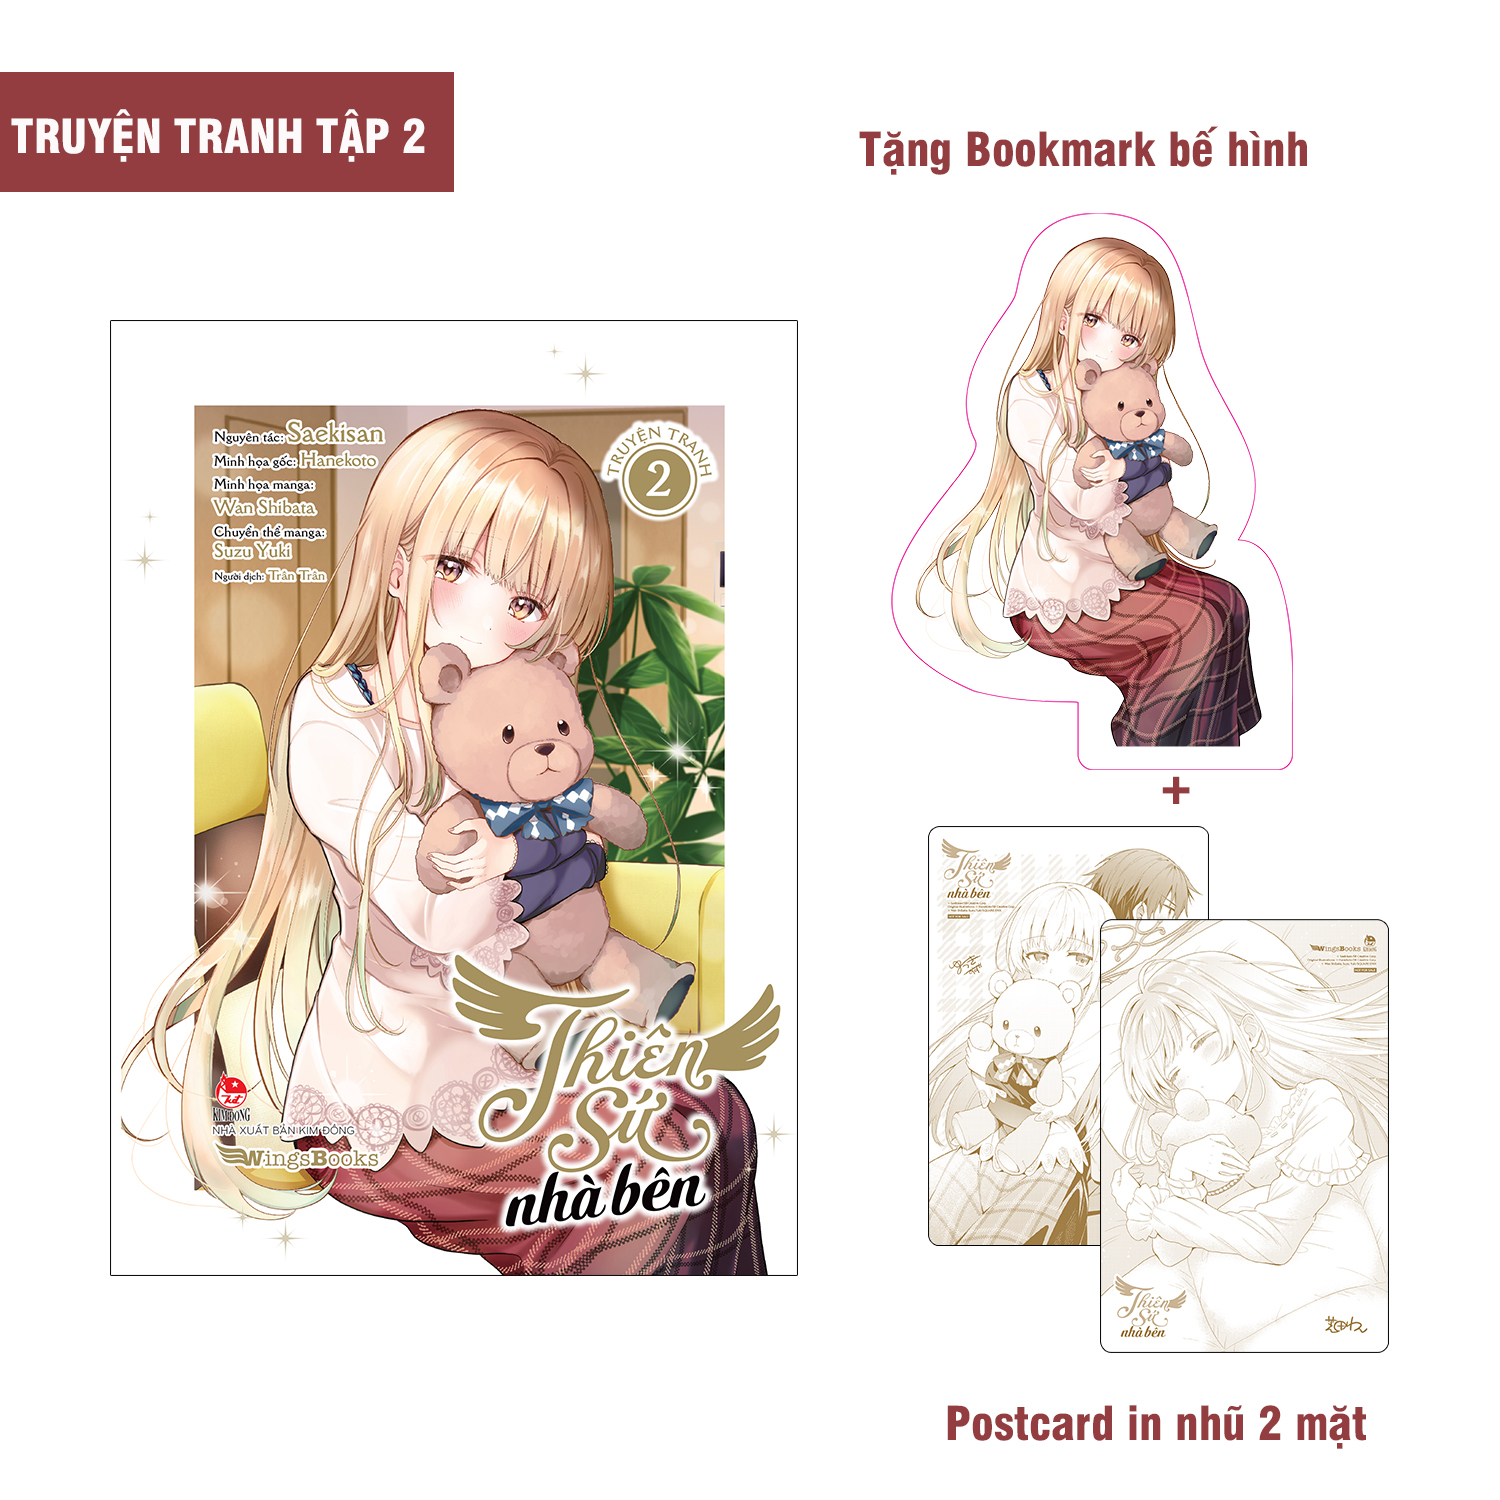 TRUYỆN TRANH TẬP 2
Tặng Bookmark bế hình
Nguyên tác: Saekisan
Minh họa gốc: Hanekoto
Minh họa manga:
Wan Shibata
Chuyển thể manga:
Suzu Yuki
Người dịch: Trân Trân
TRUYỆN TRANH
2
Thiên
Sứ
nhà bên
KIM ĐỒNG
NHÀ XUẤT BẢN KIM ĐỒNG
WingsBooks
+
Thiên
Sứ
nhà bên
WingsBooks
Thiên
Sứ
nhà bên
Postcard in nhũ 2 mặt